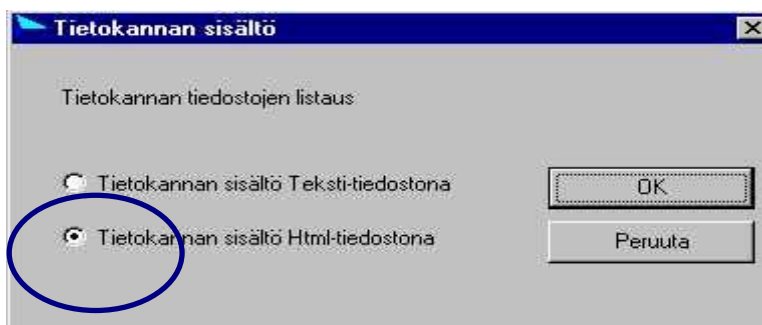 Tietokannan sisältö
Tietokannan tiedostojen listaus
Tietokannan sisältö Teksti-tiedostona
OK
Tietokannan sisältö Html-tiedostona
Peruuta